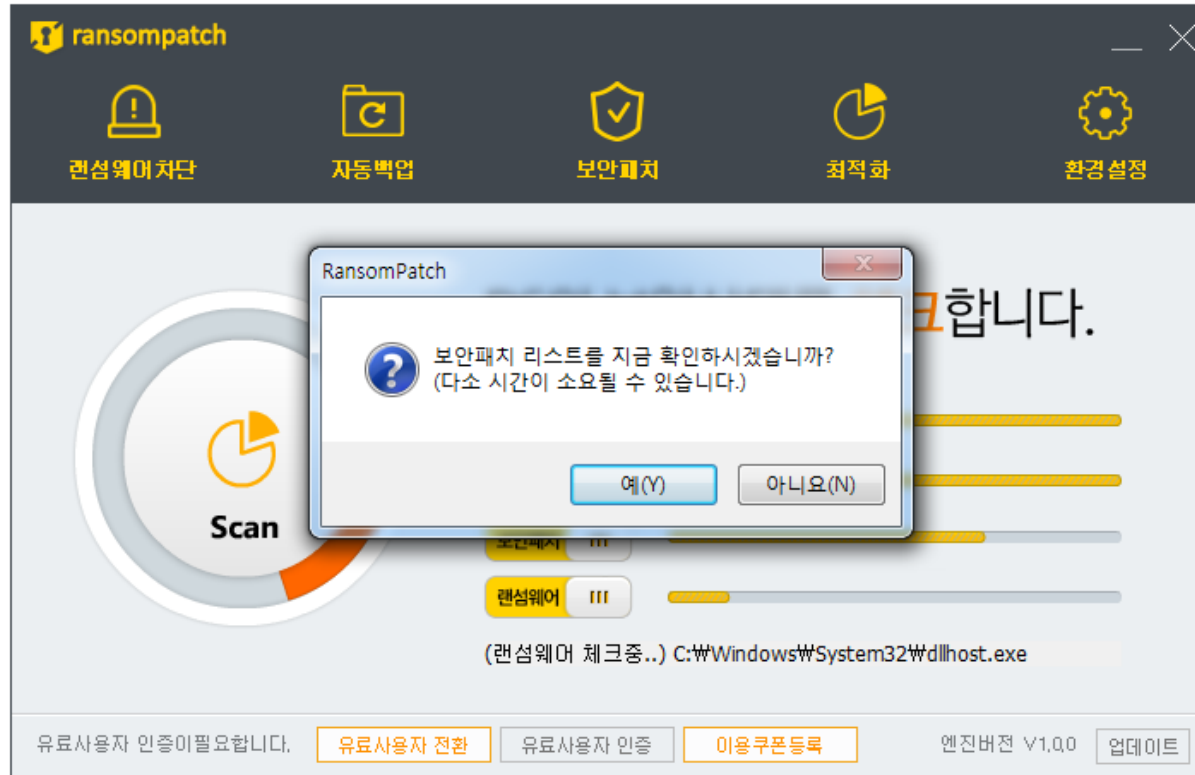 ransompatch
랜섬웨어차단 자동백업 보안패치 최적화 환경설정
RansomPatch
크합니다.
보안패치 리스트를 지금 확인하시겠습니까?
(다소 시간이 소요될 수 있습니다.)
예(Y) 아니요(N)
Scan
보안패치
랜섬웨어
(랜섬웨어 체크중..) C:₩Windows₩System32₩dllhost.exe
유료사용자 인증이필요합니다. 유료사용자 전환 유료사용자 인증 이용쿠폰등록 엔진버전 V1.0.0 업데이트